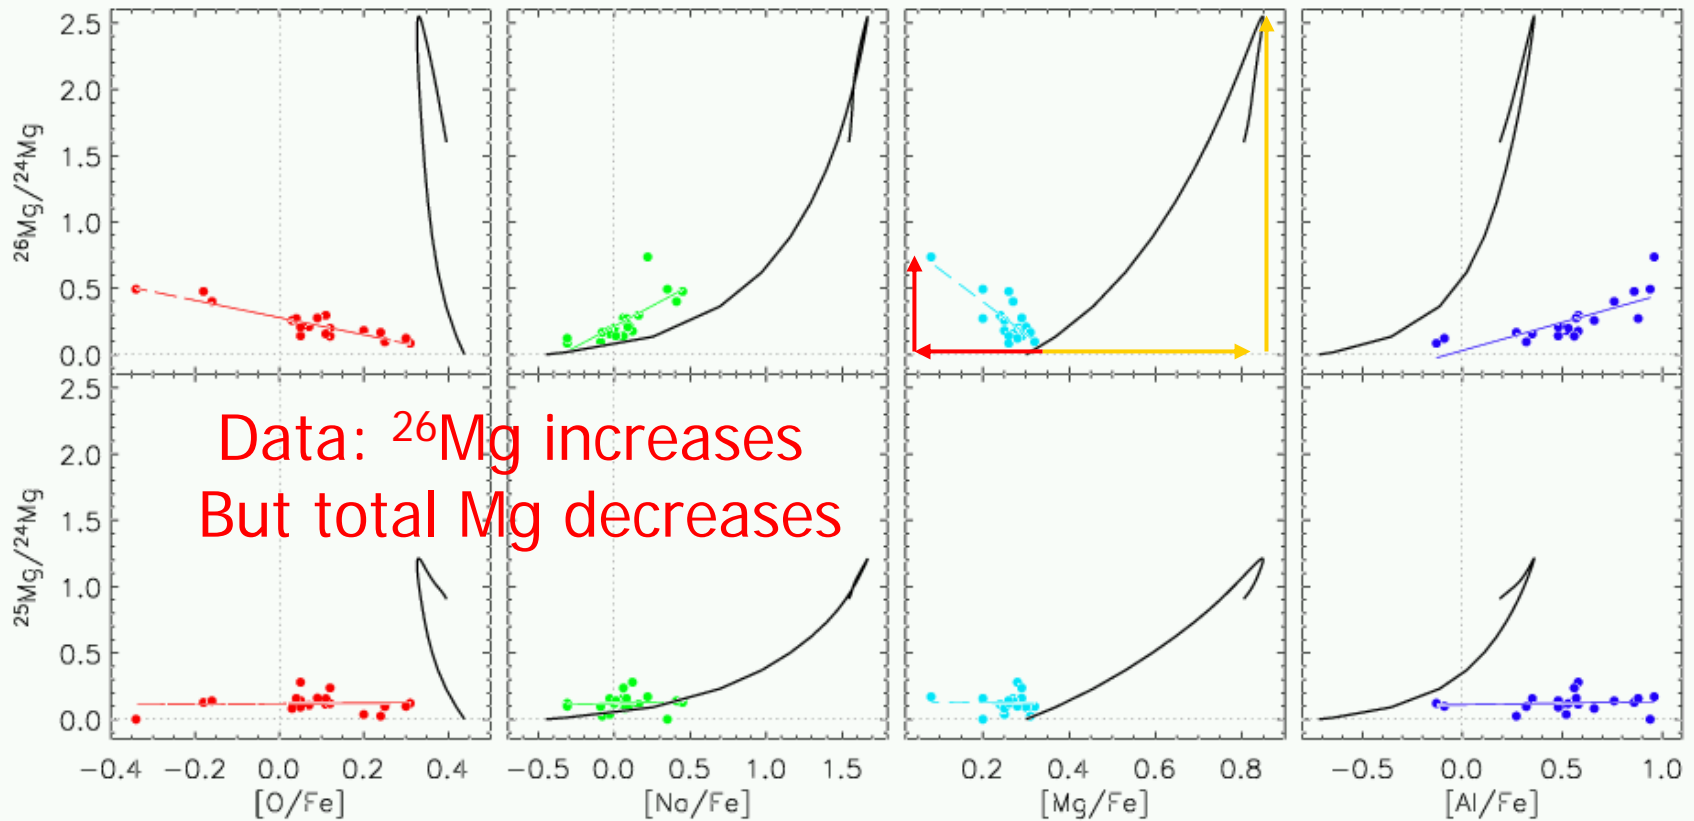 2.5
2.0
1.5
1.0
0.5
0.0
²⁶Mg/²⁴Mg
Data: ²⁶Mg increases
But total Mg decreases
2.5
2.0
1.5
1.0
0.5
0.0
²⁵Mg/²⁴Mg
−0.4 −0.2 0.0 0.2 0.4
−0.5 0.0 0.5 1.0 1.5
0.2 0.4 0.6 0.8
−0.5 0.0 0.5 1.0
[O/Fe]
[Na/Fe]
[Mg/Fe]
[Al/Fe]